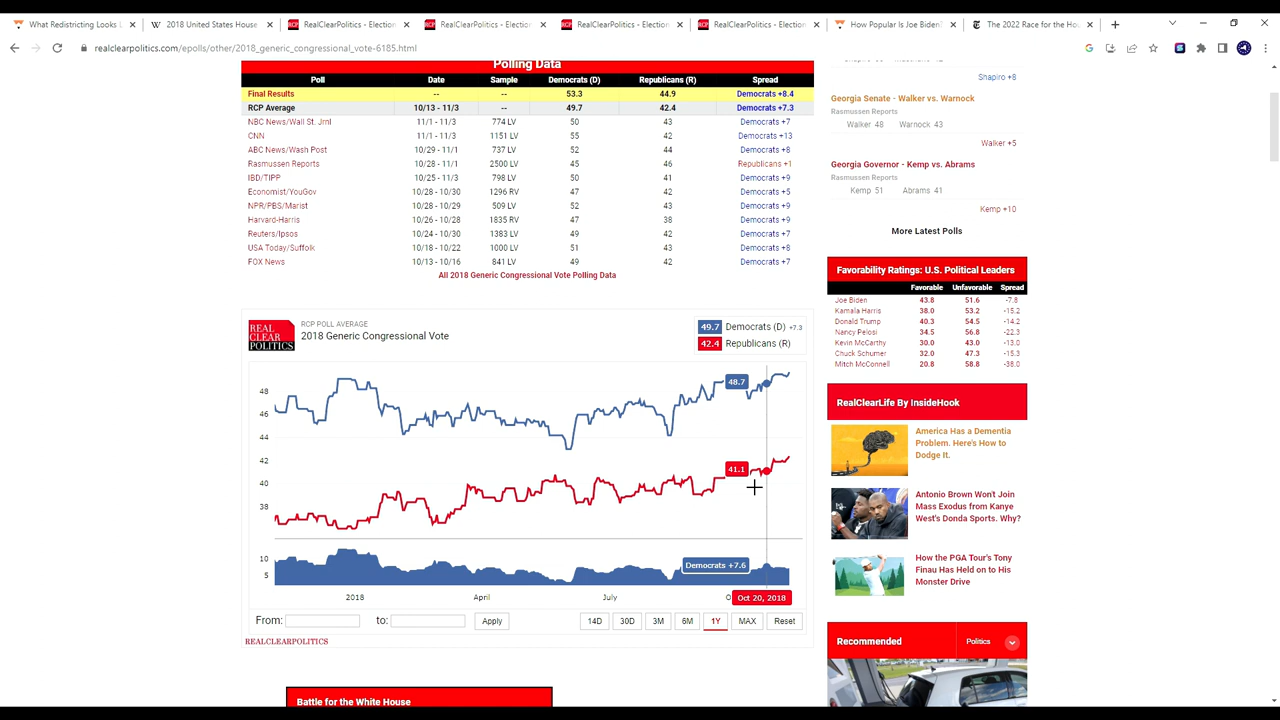 What Redistricting Looks L
2018 United States House
RealClearPolitics - Election
RealClearPolitics - Election
RealClearPolitics - Election
RealClearPolitics - Election
How Popular Is Joe Biden?
The 2022 Race for the Hou
realclearpolitics.com/epolls/other/2018_generic_congressional_vote-6185.html
Polling Data
Poll Date Sample Democrats (D) Republicans (R) Spread
Final Results -- -- 53.3 44.9 Democrats +8.4
RCP Average 10/13 - 11/3 -- 49.7 42.4 Democrats +7.3
NBC News/Wall St. Jrnl 11/1 - 11/3 774 LV 50 43 Democrats +7
CNN 11/1 - 11/3 1151 LV 55 42 Democrats +13
ABC News/Wash Post 10/29 - 11/1 737 LV 52 44 Democrats +8
Rasmussen Reports 10/28 - 11/1 2500 LV 45 46 Republicans +1
IBD/TIPP 10/25 - 11/3 798 LV 50 41 Democrats +9
Economist/YouGov 10/28 - 10/30 1296 RV 47 42 Democrats +5
NPR/PBS/Marist 10/28 - 10/29 509 LV 52 43 Democrats +9
Harvard-Harris 10/26 - 10/28 1835 RV 47 38 Democrats +9
Reuters/Ipsos 10/24 - 10/30 1383 LV 49 42 Democrats +7
USA Today/Suffolk 10/18 - 10/22 1000 LV 51 43 Democrats +8
FOX News 10/13 - 10/16 841 LV 49 42 Democrats +7
All 2018 Generic Congressional Vote Polling Data
REAL
CLEAR
POLITICS
RCP POLL AVERAGE
2018 Generic Congressional Vote
49.7 Democrats (D) +7.3
42.4 Republicans (R)
48
46
44
42
40
38
10
5
48.7
41.1
Democrats +7.6
2018 April July O
Oct 20, 2018
From: to: Apply 14D 30D 3M 6M 1Y MAX Reset
REALCLEARPOLITICS
Battle for the White House
Shapiro +8
Georgia Senate - Walker vs. Warnock
Rasmussen Reports
Walker 48 Warnock 43
Walker +5
Georgia Governor - Kemp vs. Abrams
Rasmussen Reports
Kemp 51 Abrams 41
Kemp +10
More Latest Polls
Favorability Ratings: U.S. Political Leaders
Favorable Unfavorable Spread
Joe Biden 43.8 51.6 -7.8
Kamala Harris 38.0 53.2 -15.2
Donald Trump 40.3 54.5 -14.2
Nancy Pelosi 34.5 56.8 -22.3
Kevin McCarthy 30.0 43.0 -13.0
Chuck Schumer 32.0 47.3 -15.3
Mitch McConnell 20.8 58.8 -38.0
RealClearLife By InsideHook
America Has a Dementia
Problem. Here's How to
Dodge It.
Antonio Brown Won't Join
Mass Exodus from Kanye
West's Donda Sports. Why?
How the PGA Tour's Tony
Finau Has Held on to His
Monster Drive
Recommended Politics